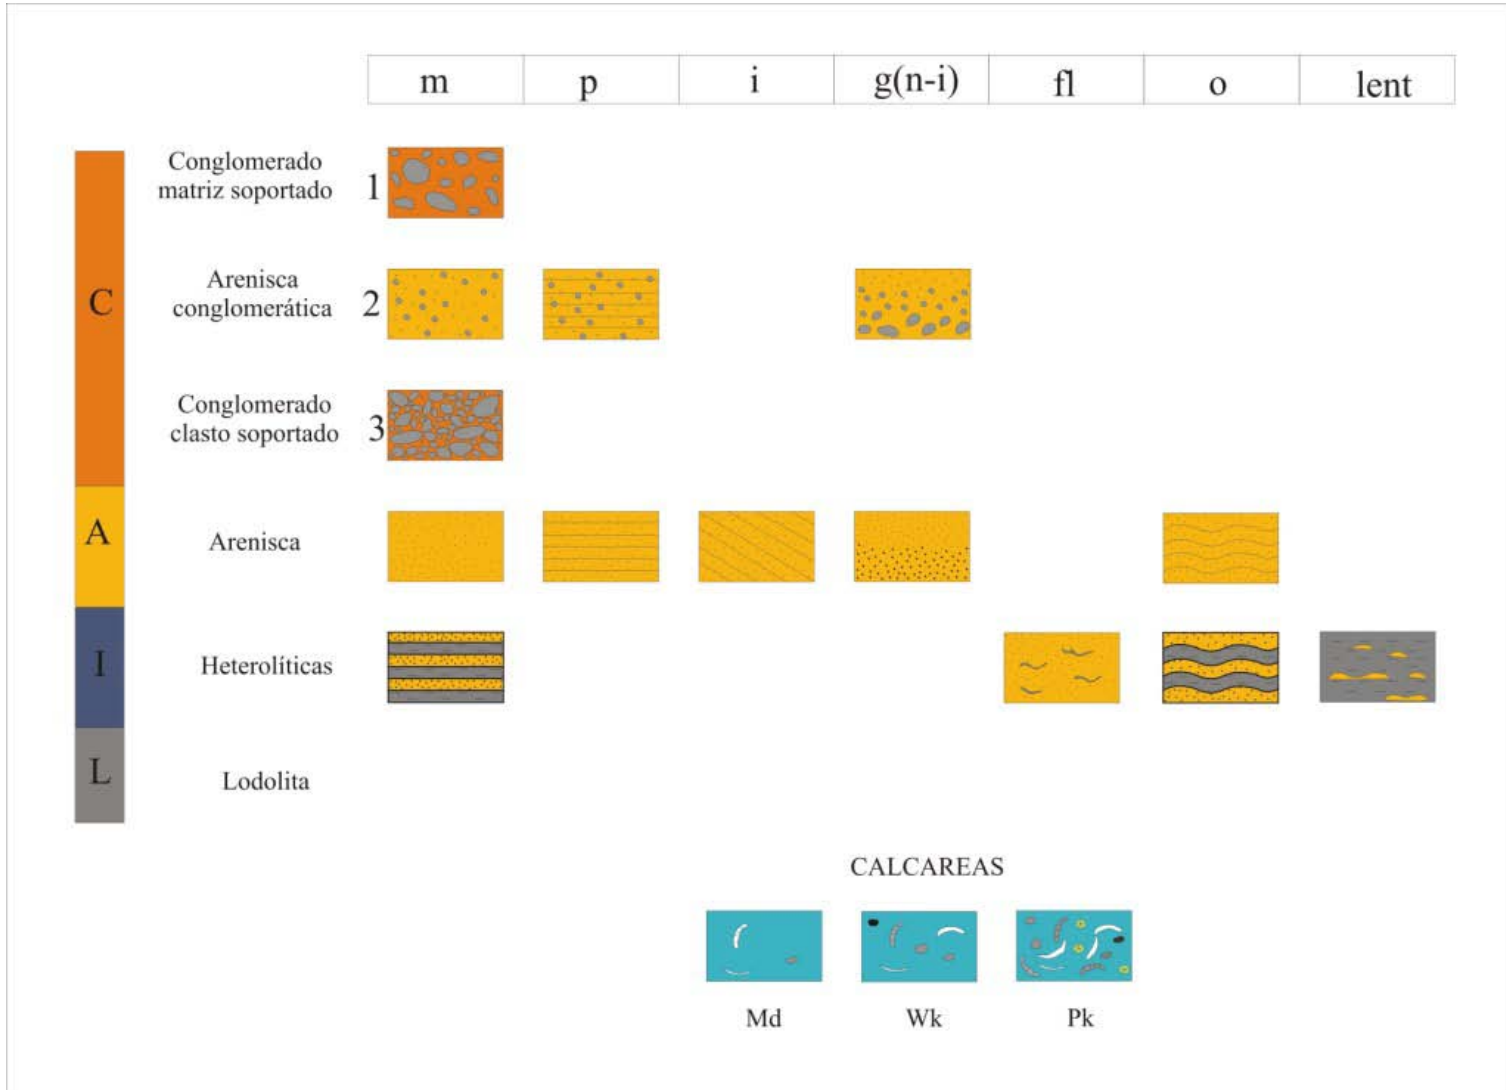 m p i g(n-i) fl o lent
Conglomerado
matriz soportado 1
C
Arenisca
conglomerática 2
Conglomerado
clasto soportado 3
A Arenisca
I Heterolíticas
L Lodolita
CALCAREAS
Md Wk Pk